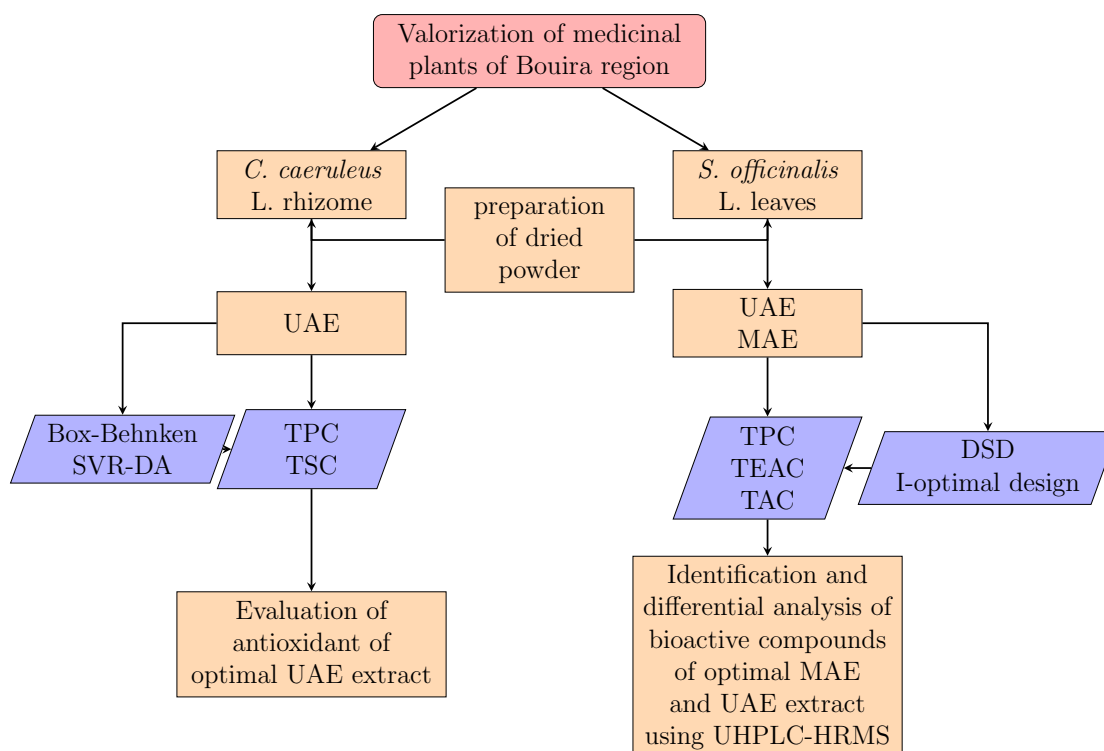 Valorization of medicinal
plants of Bouira region
C. caeruleus
L. rhizome
S. officinalis
L. leaves
preparation
of dried
powder
UAE
UAE
MAE
Box-Behnken
SVR-DA
TPC
TSC
TPC
TEAC
TAC
DSD
I-optimal design
Evaluation of
antioxidant of
optimal UAE extract
Identification and
differential analysis of
bioactive compounds
of optimal MAE
and UAE extract
using UHPLC-HRMS